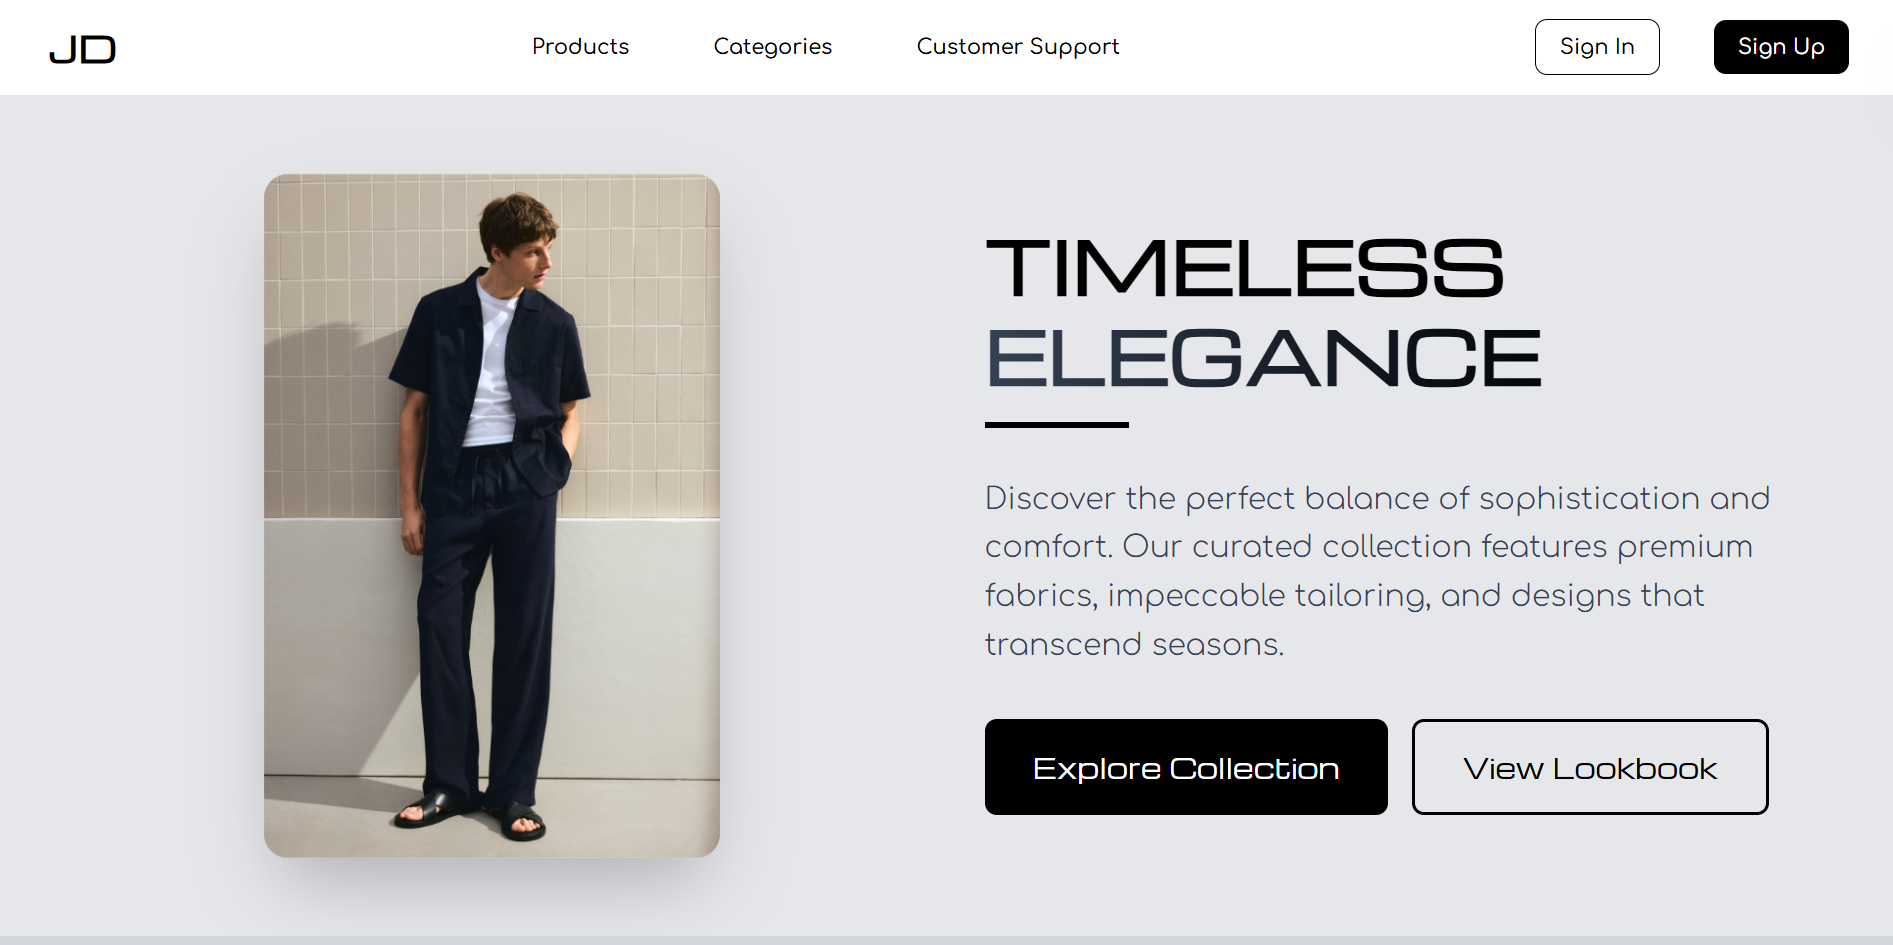 JD
Products
Categories
Customer Support
Sign In
Sign Up
TIMELESS
ELEGANCE
Discover the perfect balance of sophistication and
comfort. Our curated collection features premium
fabrics, impeccable tailoring, and designs that
transcend seasons.
Explore Collection
View Lookbook